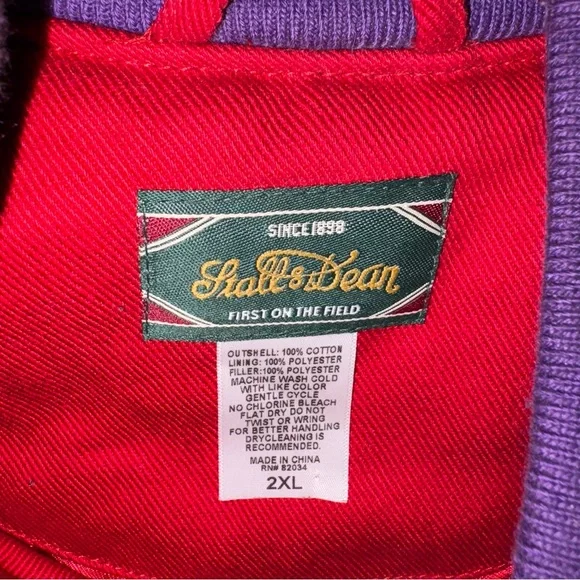 SINCE 1898
Stall & Dean
FIRST ON THE FIELD
OUTSHELL: 100% COTTON
LINING: 100% POLYESTER
FILLER:100% POLYESTER
MACHINE WASH COLD
WITH LIKE COLOR
GENTLE CYCLE
NO CHLORINE BLEACH
FLAT DRY DO NOT
TWIST OR WRING
FOR BETTER HANDLING
DRYCLEANING IS
RECOMMENDED.
MADE IN CHINA
RN# 82034
2XL